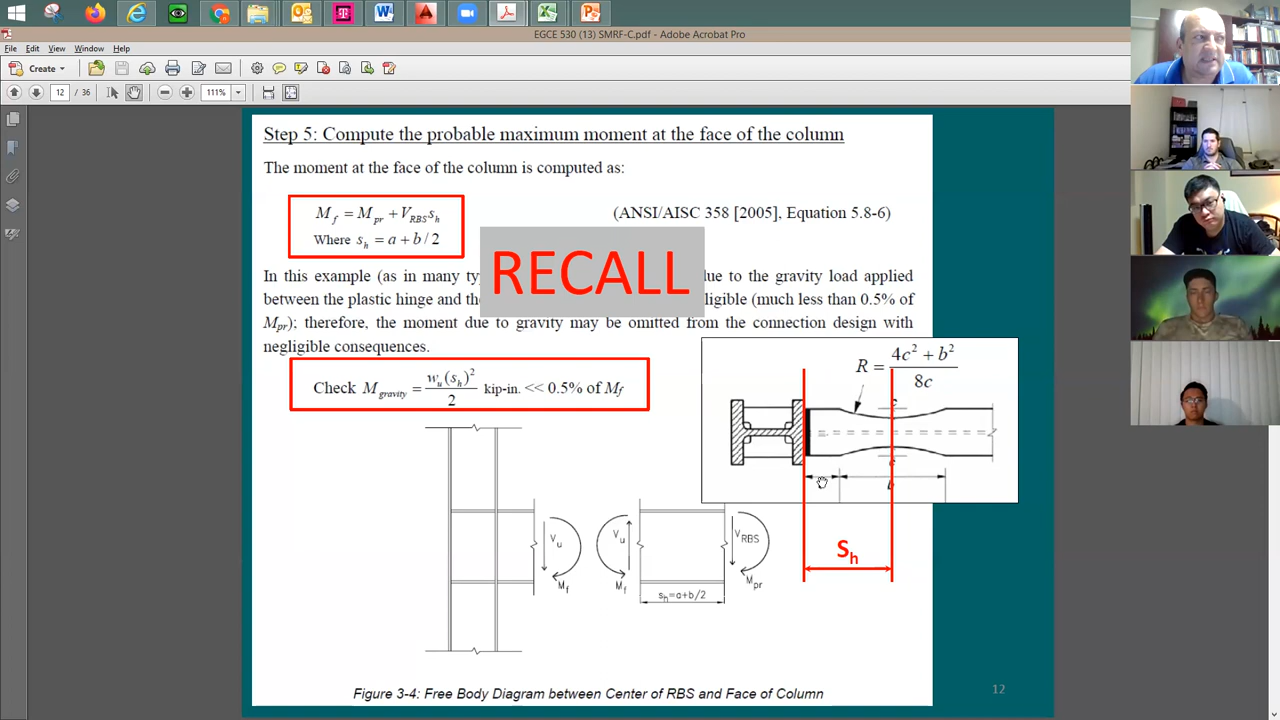 EGCE 530 (13) SMRF-C.pdf - Adobe Acrobat Pro
File Edit View Window Help
Create
12 / 36 111%
Step 5: Compute the probable maximum moment at the face of the column
The moment at the face of the column is computed as:
M_f = M_pr + V_RBS s_h (ANSI/AISC 358 [2005], Equation 5.8-6)
Where s_h = a + b / 2
RECALL
In this example (as in many ty due to the gravity load applied
between the plastic hinge and the ligible (much less than 0.5% of
M_pr); therefore, the moment due to gravity may be omitted from the connection design with
negligible consequences.
Check M_gravity = w_u(s_h)^2 / 2 kip-in. << 0.5% of M_f
R = 4c^2 + b^2 / 8c
c
c
b
S_h
V_u
M_f
V_u
M_f
V_RBS
M_pr
s_h=a+b/2
Figure 3-4: Free Body Diagram between Center of RBS and Face of Column
12